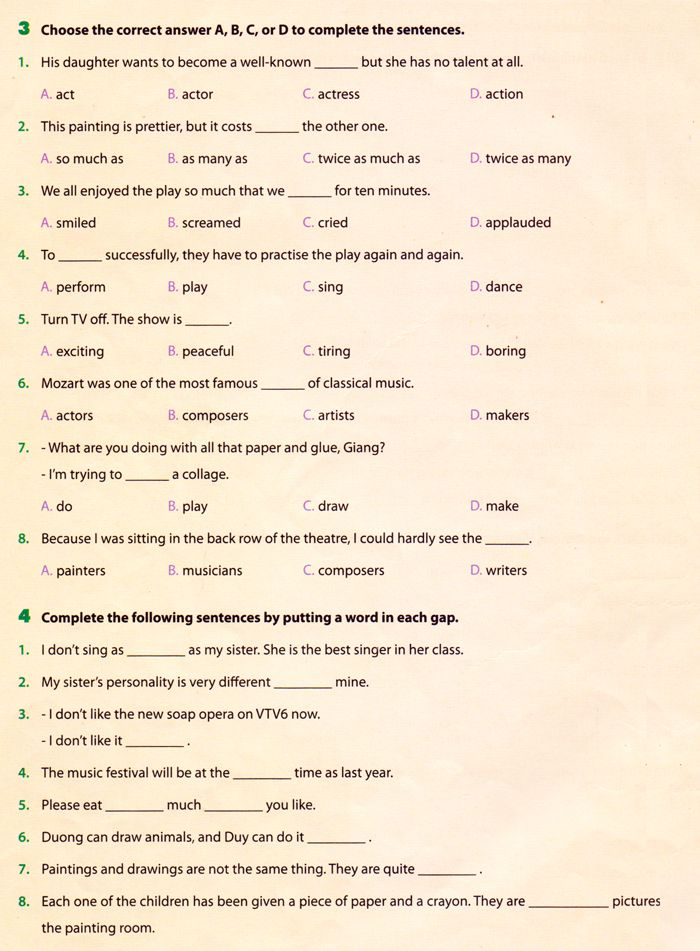 3 Choose the correct answer A, B, C, or D to complete the sentences.
1. His daughter wants to become a well-known ______ but she has no talent at all.
A. act B. actor C. actress D. action
2. This painting is prettier, but it costs ______ the other one.
A. so much as B. as many as C. twice as much as D. twice as many
3. We all enjoyed the play so much that we ______ for ten minutes.
A. smiled B. screamed C. cried D. applauded
4. To ______ successfully, they have to practise the play again and again.
A. perform B. play C. sing D. dance
5. Turn TV off. The show is ______.
A. exciting B. peaceful C. tiring D. boring
6. Mozart was one of the most famous ______ of classical music.
A. actors B. composers C. artists D. makers
7. - What are you doing with all that paper and glue, Giang?
- I'm trying to ______ a collage.
A. do B. play C. draw D. make
8. Because I was sitting in the back row of the theatre, I could hardly see the ______.
A. painters B. musicians C. composers D. writers
4 Complete the following sentences by putting a word in each gap.
1. I don't sing as ________ as my sister. She is the best singer in her class.
2. My sister's personality is very different ________ mine.
3. - I don't like the new soap opera on VTV6 now.
- I don't like it ________ .
4. The music festival will be at the ________ time as last year.
5. Please eat ________ much ________ you like.
6. Duong can draw animals, and Duy can do it ________ .
7. Paintings and drawings are not the same thing. They are quite ________ .
8. Each one of the children has been given a piece of paper and a crayon. They are ___________ pictures
the painting room.